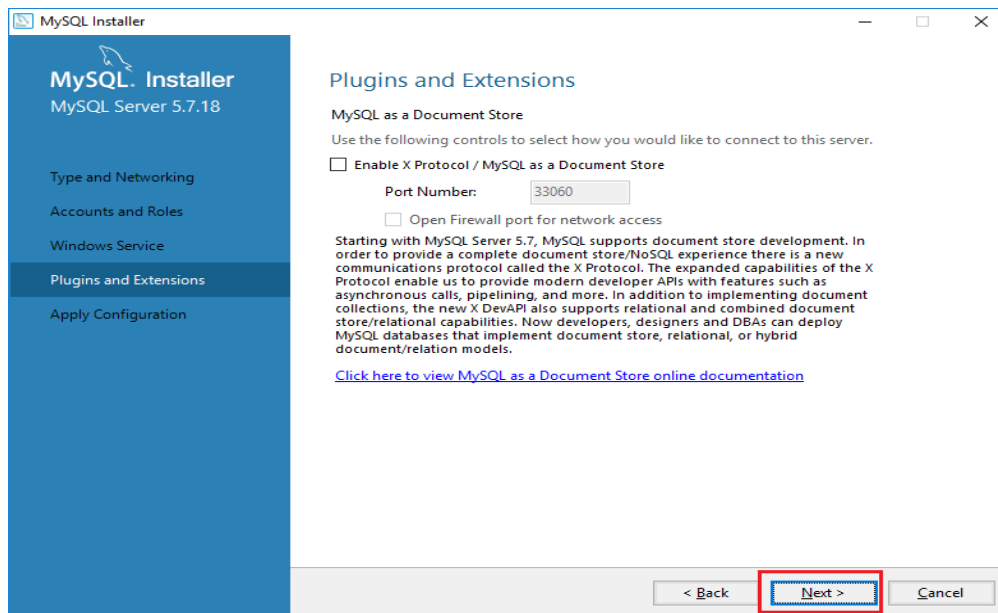 MySQL Installer
MySQL. Installer
MySQL Server 5.7.18
Type and Networking
Accounts and Roles
Windows Service
Plugins and Extensions
Apply Configuration
Plugins and Extensions
MySQL as a Document Store
Use the following controls to select how you would like to connect to this server.
Enable X Protocol / MySQL as a Document Store
Port Number: 33060
Open Firewall port for network access
Starting with MySQL Server 5.7, MySQL supports document store development. In
order to provide a complete document store/NoSQL experience there is a new
communications protocol called the X Protocol. The expanded capabilities of the X
Protocol enable us to provide modern developer APIs with features such as
asynchronous calls, pipelining, and more. In addition to implementing document
collections, the new X DevAPI also supports relational and combined document
store/relational capabilities. Now developers, designers and DBAs can deploy
MySQL databases that implement document store, relational, or hybrid
document/relation models.
Click here to view MySQL as a Document Store online documentation
< Back Next > Cancel